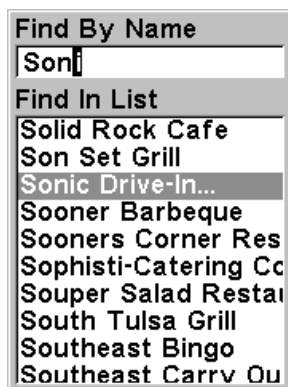 Find By Name
Soni
Find In List
Solid Rock Cafe
Son Set Grill
Sonic Drive-In...
Sooner Barbeque
Sooners Corner Res
Sophisti-Catering Co
Souper Salad Restau
South Tulsa Grill
Southeast Bingo
Southeast Carry Ou